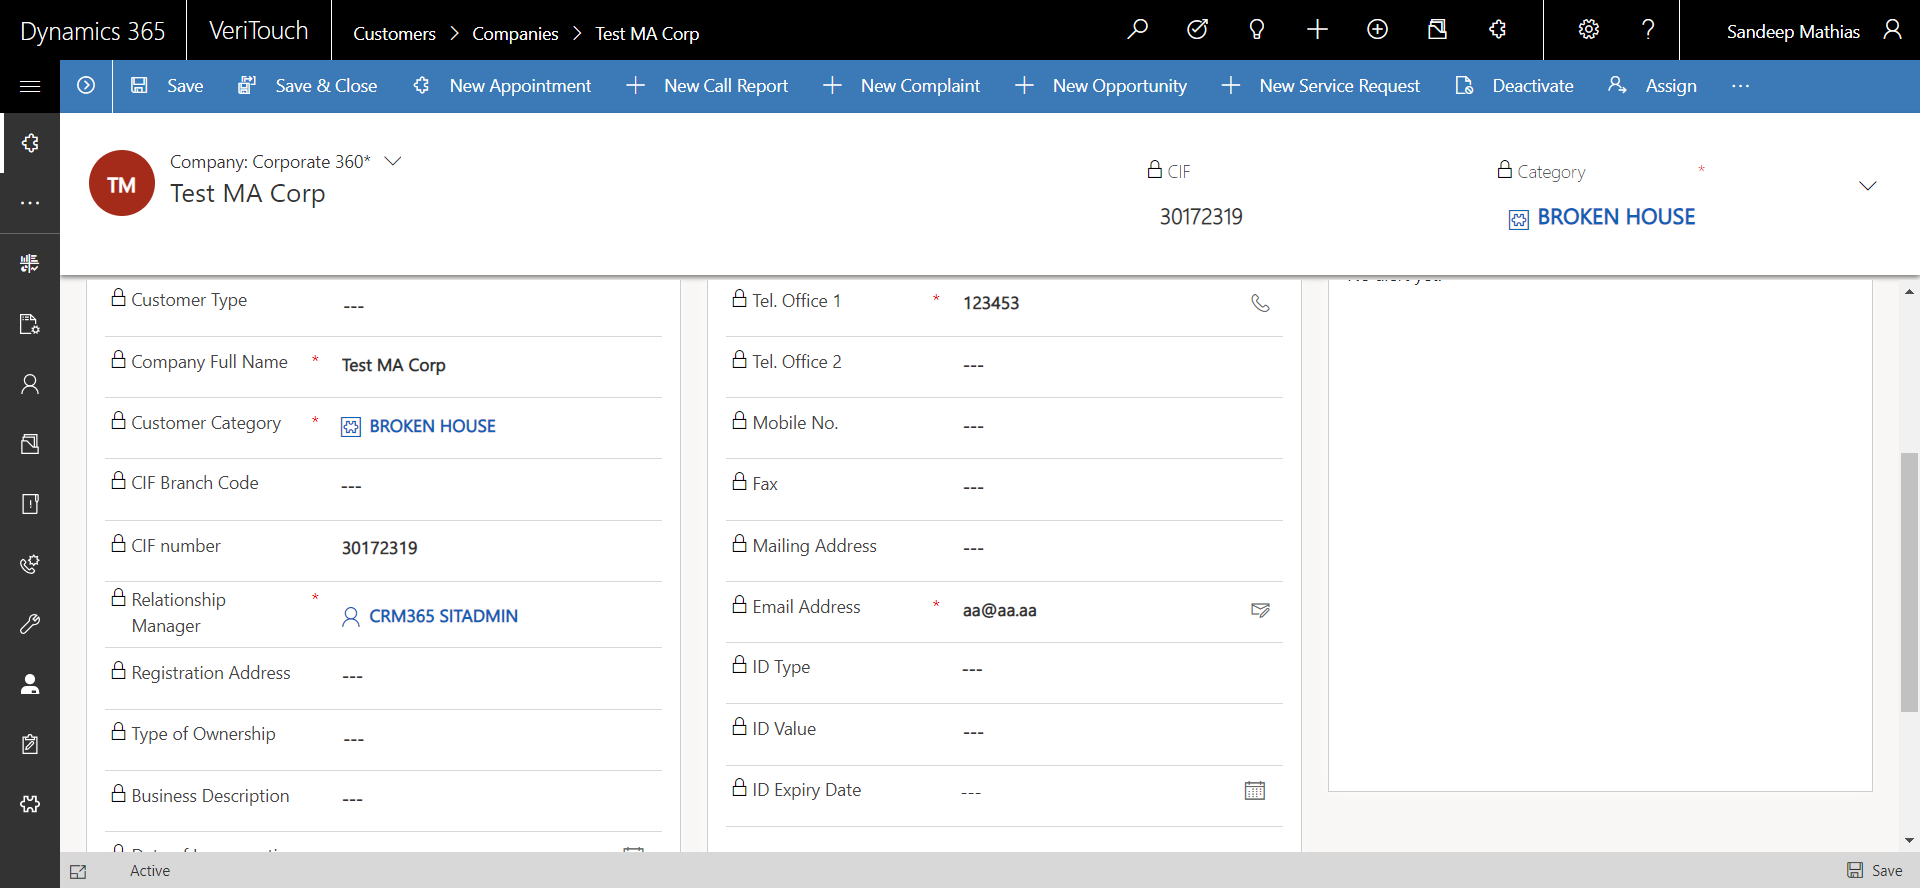 Dynamics 365
VeriTouch
Customers > Companies > Test MA Corp
Sandeep Mathias
Save
Save & Close
New Appointment
New Call Report
New Complaint
New Opportunity
New Service Request
Deactivate
Assign
TM
Company: Corporate 360*
Test MA Corp
CIF
30172319
Category *
BROKEN HOUSE
Customer Type ---
Company Full Name * Test MA Corp
Customer Category * BROKEN HOUSE
CIF Branch Code ---
CIF number 30172319
Relationship
Manager * CRM365 SITADMIN
Registration Address ---
Type of Ownership ---
Business Description ---
Tel. Office 1 * 123453
Tel. Office 2 ---
Mobile No. ---
Fax ---
Mailing Address ---
Email Address * aa@aa.aa
ID Type ---
ID Value ---
ID Expiry Date ---
Active
Save